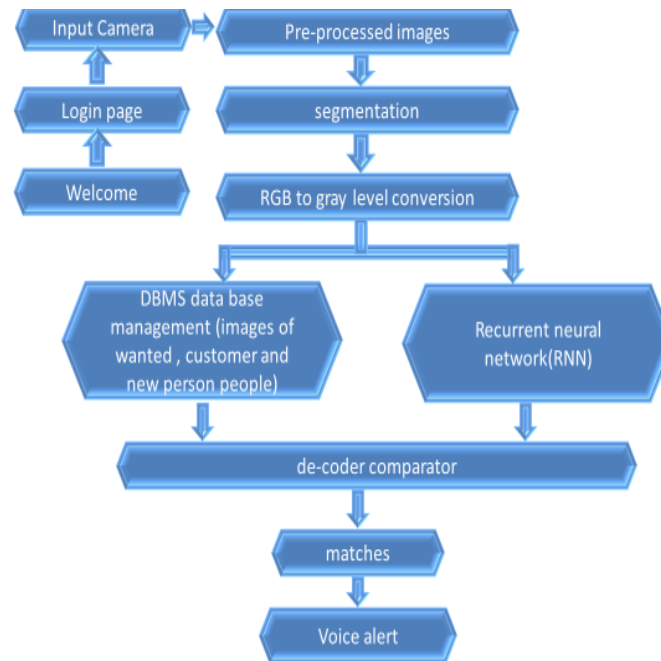 Input Camera
Pre-processed images
Login page
segmentation
Welcome
RGB to gray level conversion
DBMS data base
management (images of
wanted , customer and
new person people)
Recurrent neural
network(RNN)
de-coder comparator
matches
Voice alert